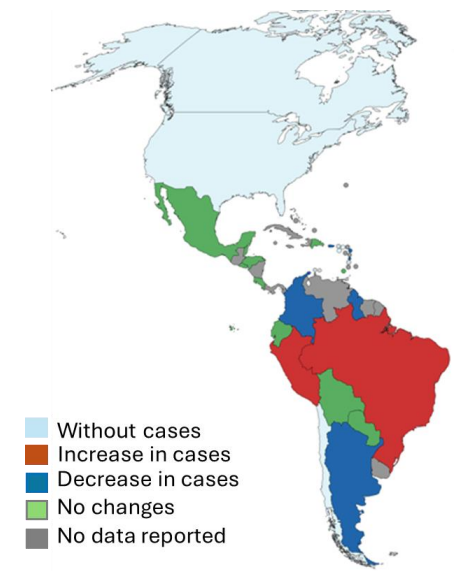 Without cases
Increase in cases
Decrease in cases
No changes
No data reported